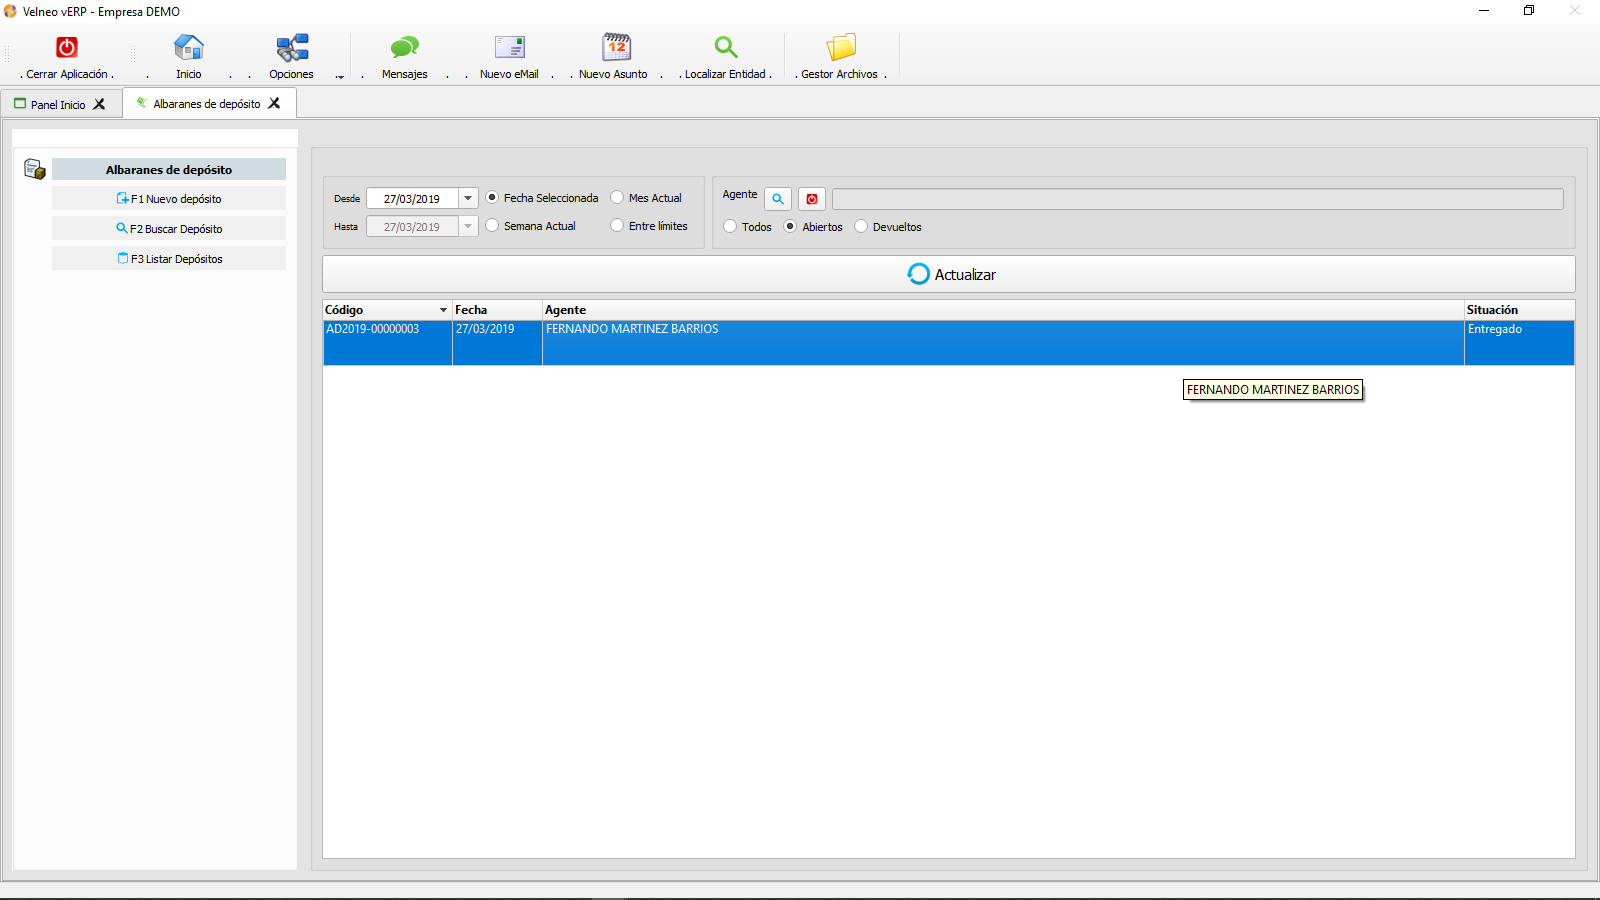 Velneo vERP - Empresa DEMO
. Cerrar Aplicación .
. Inicio .
. Opciones .
. Mensajes .
. Nuevo eMail .
. Nuevo Asunto .
. Localizar Entidad .
. Gestor Archivos .
12
Panel Inicio
Albaranes de depósito
Albaranes de depósito
F1 Nuevo depósito
F2 Buscar Depósito
F3 Listar Depósitos
Desde 27/03/2019 Fecha Seleccionada Mes Actual
Hasta 27/03/2019 Semana Actual Entre límites
Agente
Todos Abiertos Devueltos
Actualizar
Código Fecha Agente Situación
AD2019-00000003 27/03/2019 FERNANDO MARTINEZ BARRIOS Entregado
FERNANDO MARTINEZ BARRIOS